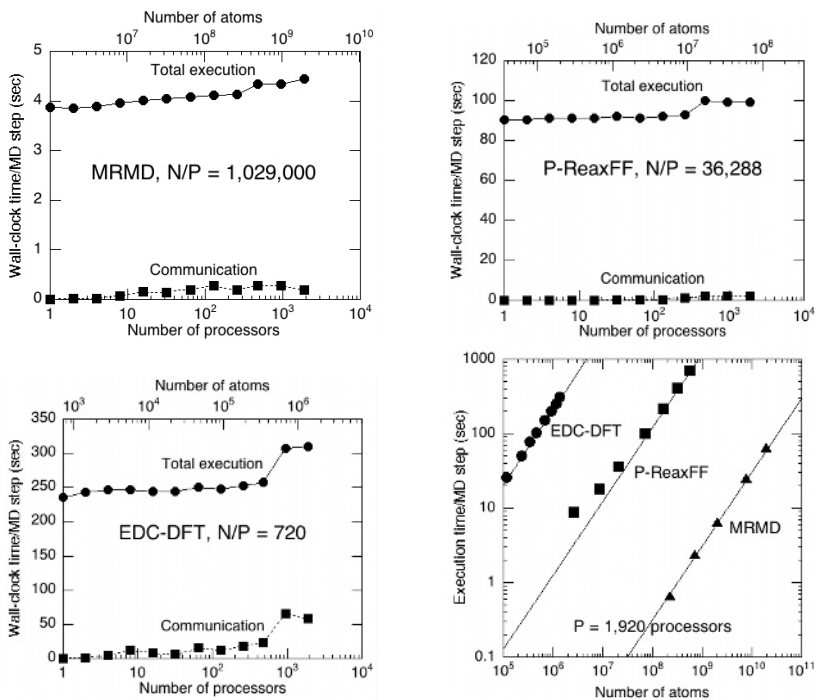 Number of atoms
10^7 10^8 10^9 10^10
5
4
3
2
1
0
Wall-clock time/MD step (sec)
Total execution
MRMD, N/P = 1,029,000
Communication
1 10 10^2 10^3 10^4
Number of processors
Number of atoms
10^5 10^6 10^7 10^8
120
100
80
60
40
20
0
Wall-clock time/MD step (sec)
Total execution
P-ReaxFF, N/P = 36,288
Communication
1 10 10^2 10^3 10^4
Number of processors
Number of atoms
10^3 10^4 10^5 10^6
350
300
250
200
150
100
50
0
Wall-clock time/MD step (sec)
Total execution
EDC-DFT, N/P = 720
Communication
1 10 10^2 10^3 10^4
Number of processors
1000
100
10
1
0.1
Execution time/MD step (sec)
EDC-DFT
P-ReaxFF
MRMD
P = 1,920 processors
10^5 10^6 10^7 10^8 10^9 10^10 10^11
Number of atoms